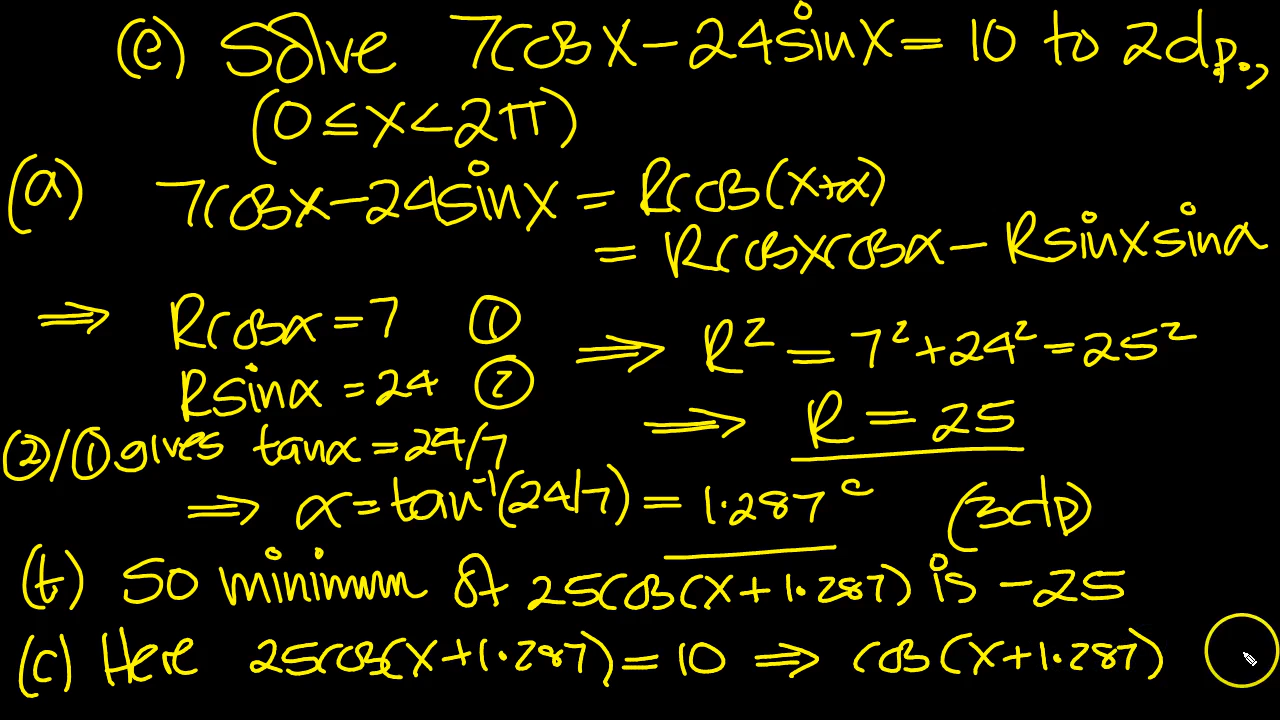 (c) Solve 7cosx - 24sinx = 10 to 2dp.,
(0 ≤ x < 2π)
(a) 7cosx - 24sinx = Rcos(x+α)
= Rcosxcosα - Rsinxsinα
⇒ Rcosα = 7 ①
Rsinα = 24 ②
⇒ R² = 7² + 24² = 25²
⇒ R = 25
②/① gives tanα = 24/7
⇒ α = tan⁻¹(24/7) = 1.287ᶜ (3dp)
(b) So minimum of 25cos(x+1.287) is -25
(c) Here 25cos(x+1.287) = 10 ⇒ cos(x+1.287)